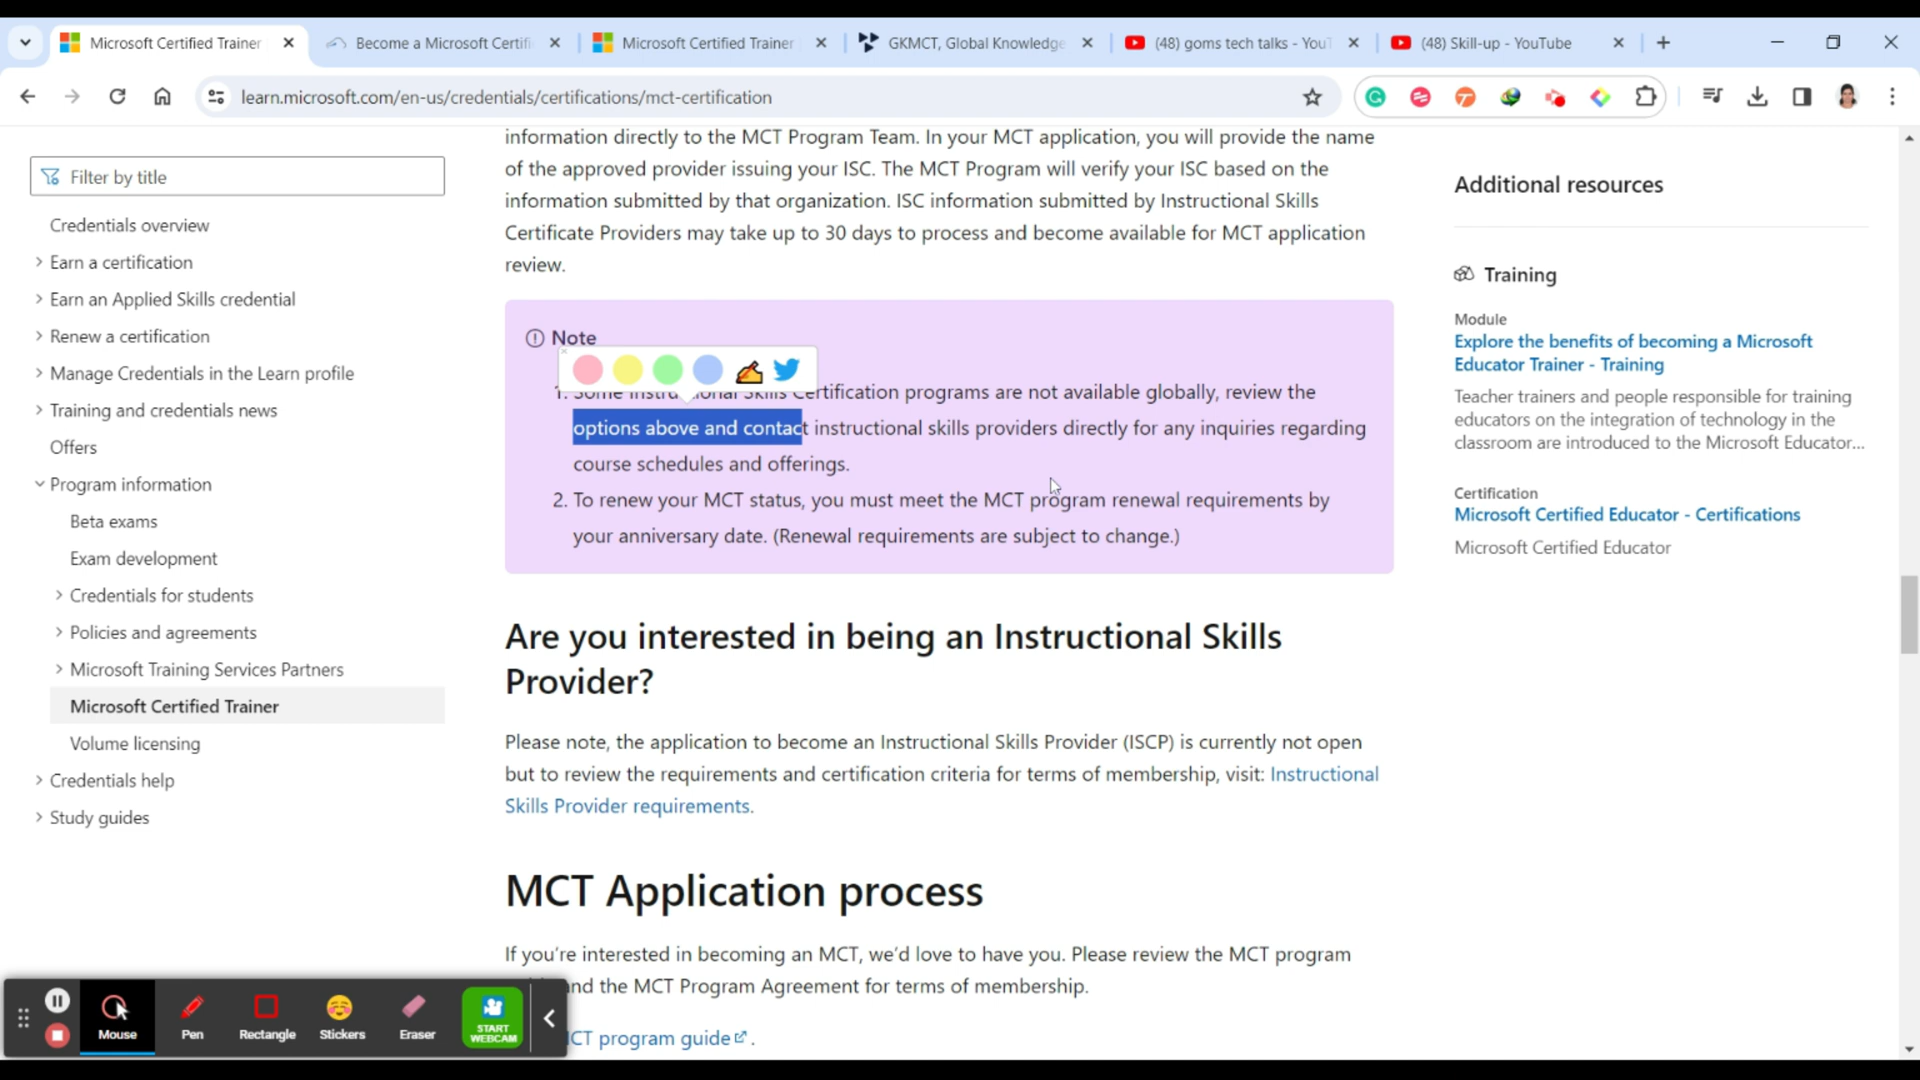 Microsoft Certified Trainer
Become a Microsoft Certifi
Microsoft Certified Trainer
GKMCT, Global Knowledge
(48) goms tech talks - YouT
(48) Skill-up - YouTube
learn.microsoft.com/en-us/credentials/certifications/mct-certification
Filter by title
Credentials overview
Earn a certification
Earn an Applied Skills credential
Renew a certification
Manage Credentials in the Learn profile
Training and credentials news
Offers
Program information
Beta exams
Exam development
Credentials for students
Policies and agreements
Microsoft Training Services Partners
Microsoft Certified Trainer
Volume licensing
Credentials help
Study guides
information directly to the MCT Program Team. In your MCT application, you will provide the name
of the approved provider issuing your ISC. The MCT Program will verify your ISC based on the
information submitted by that organization. ISC information submitted by Instructional Skills
Certificate Providers may take up to 30 days to process and become available for MCT application
review.
Note
1. Some Instructional Skills Certification programs are not available globally, review the
options above and contact instructional skills providers directly for any inquiries regarding
course schedules and offerings.
2. To renew your MCT status, you must meet the MCT program renewal requirements by
your anniversary date. (Renewal requirements are subject to change.)
Are you interested in being an Instructional Skills
Provider?
Please note, the application to become an Instructional Skills Provider (ISCP) is currently not open
but to review the requirements and certification criteria for terms of membership, visit: Instructional
Skills Provider requirements.
MCT Application process
If you're interested in becoming an MCT, we'd love to have you. Please review the MCT program
and the MCT Program Agreement for terms of membership.
MCT program guide.
Additional resources
Training
Module
Explore the benefits of becoming a Microsoft
Educator Trainer - Training
Teacher trainers and people responsible for training
educators on the integration of technology in the
classroom are introduced to the Microsoft Educator...
Certification
Microsoft Certified Educator - Certifications
Microsoft Certified Educator
Mouse
Pen
Rectangle
Stickers
Eraser
START
WEBCAM